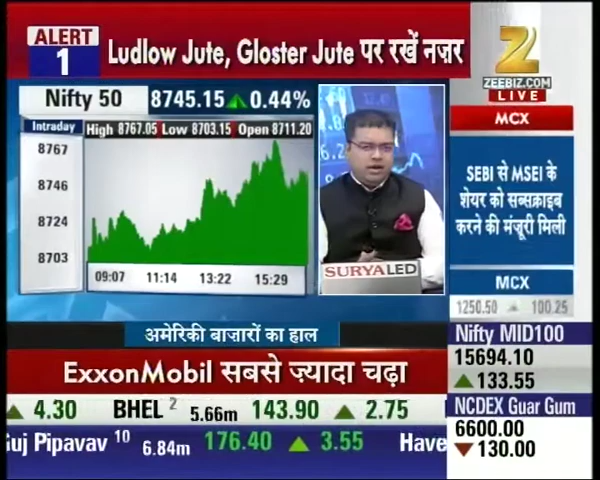 ALERT
1
Ludlow Jute, Gloster Jute पर रखें नज़र
Z
ZEEBIZ.COM
LIVE
Nifty 50 8745.15 0.44%
Intraday High 8767.05 Low 8703.15 Open 8711.20
8767
8746
8724
8703
09:07 11:14 13:22 15:29
SURYA LED
MCX
SEBI से MSEI के
शेयर को सब्सक्राइब
करने की मंज़ूरी मिली
MCX
1250.50 100.25
अमेरिकी बाज़ारों का हाल
ExxonMobil सबसे ज़्यादा चढ़ा
Nifty MID100
15694.10
133.55
NCDEX Guar Gum
6600.00
130.00
4.30 BHEL 2 5.66m 143.90 2.75
Guj Pipavav 10 6.84m 176.40 3.55 Have